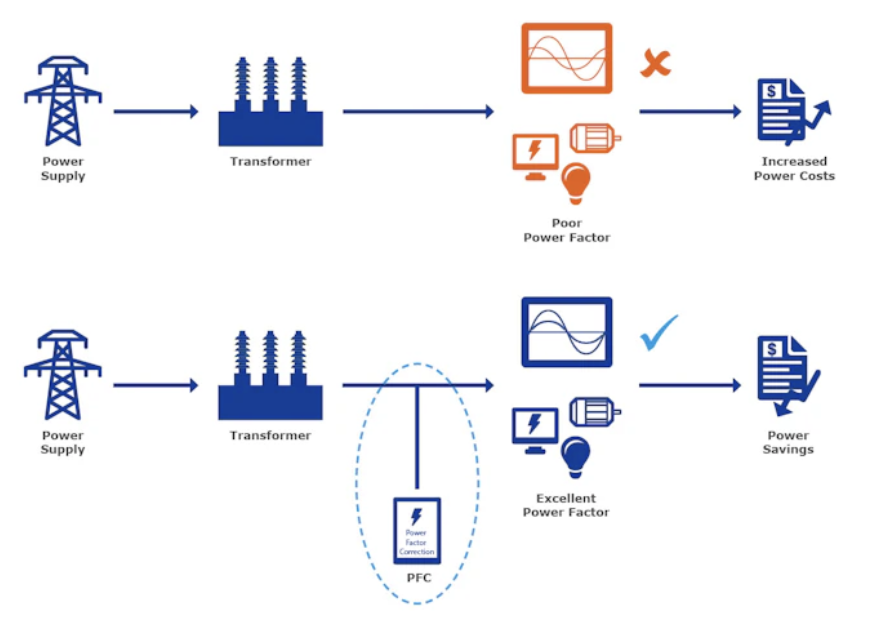 Power
Supply
Transformer
Poor
Power Factor
$
Increased
Power Costs
Power
Supply
Transformer
Power
Factor
Correction
PFC
Excellent
Power Factor
$
Power
Savings